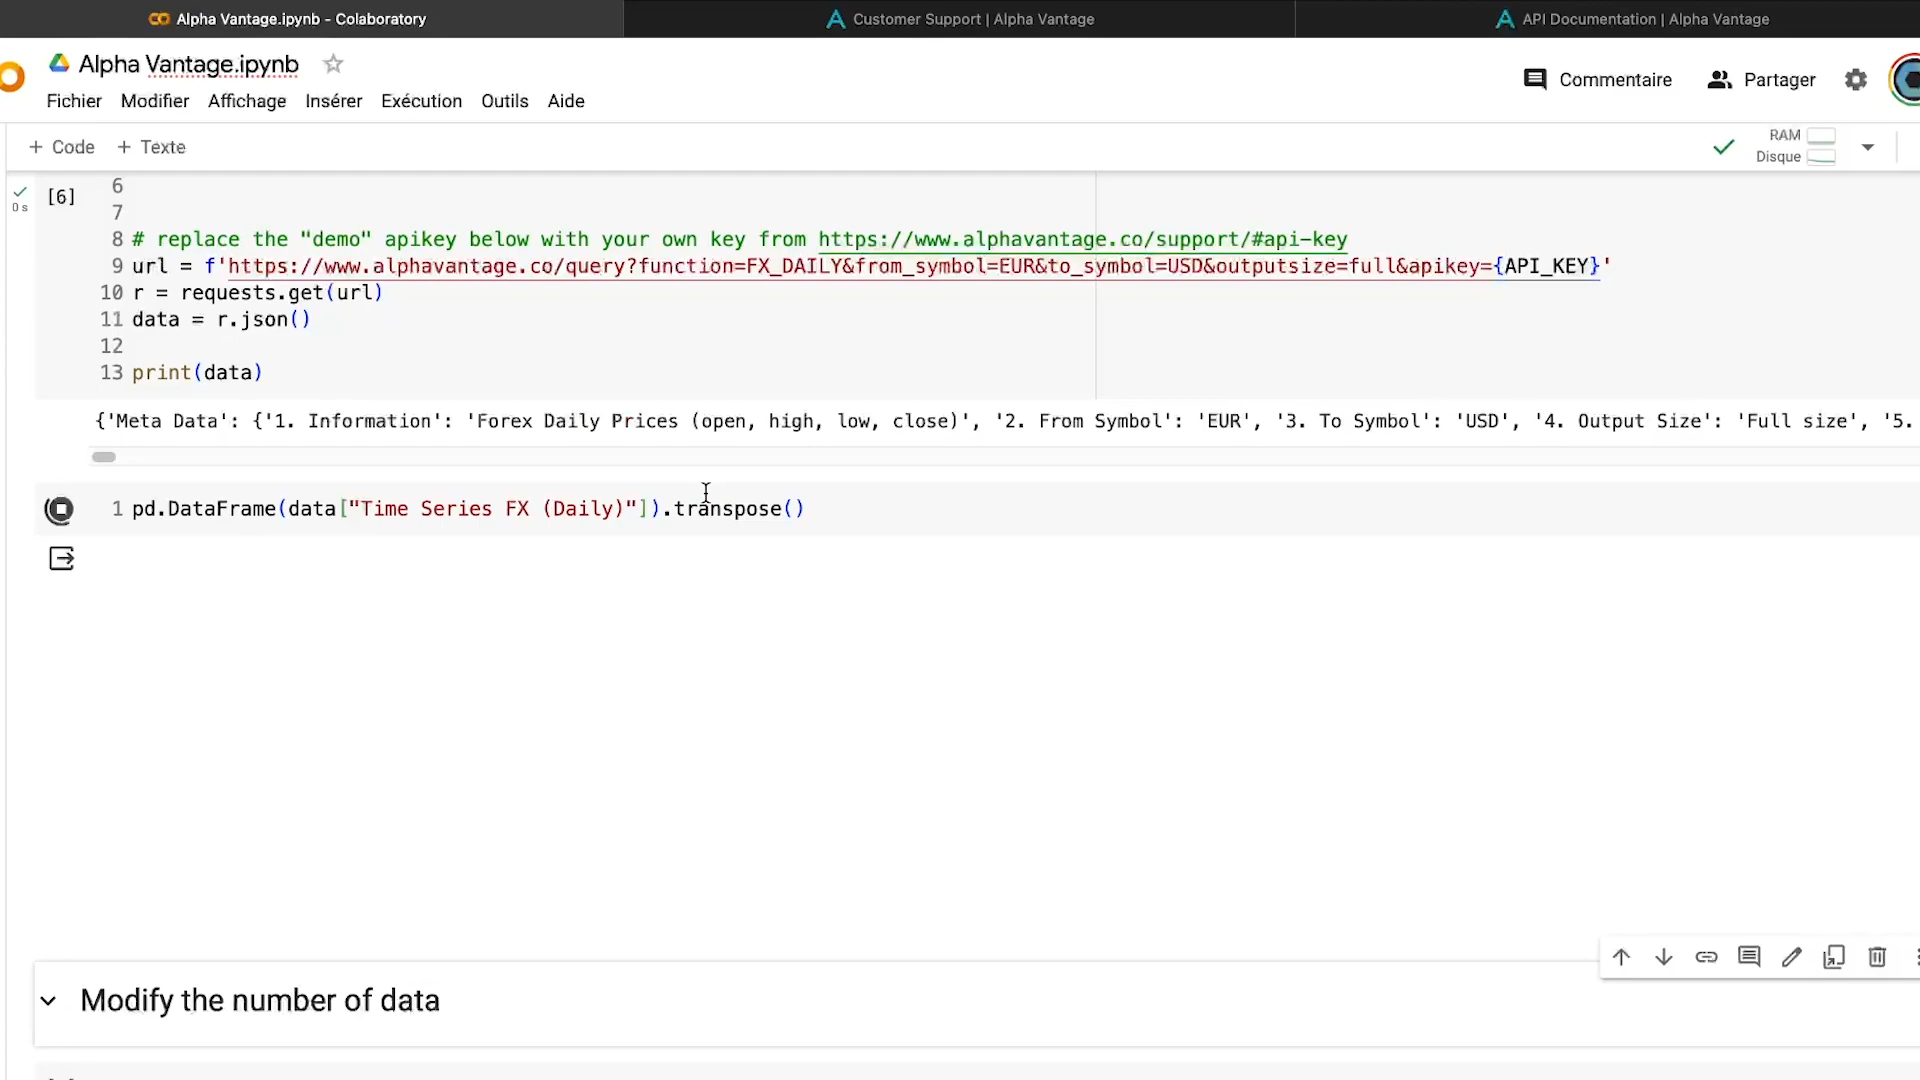 Alpha Vantage.ipynb - Colaboratory
Customer Support | Alpha Vantage
API Documentation | Alpha Vantage
Alpha Vantage.ipynb
Commentaire
Partager
Fichier Modifier Affichage Insérer Exécution Outils Aide
+ Code + Texte
RAM
Disque
0 s
[6]
6
7
8 # replace the "demo" apikey below with your own key from https://www.alphavantage.co/support/#api-key
9 url = f'https://www.alphavantage.co/query?function=FX_DAILY&from_symbol=EUR&to_symbol=USD&outputsize=full&apikey={API_KEY}'
10 r = requests.get(url)
11 data = r.json()
12
13 print(data)
{'Meta Data': {'1. Information': 'Forex Daily Prices (open, high, low, close)', '2. From Symbol': 'EUR', '3. To Symbol': 'USD', '4. Output Size': 'Full size', '5.
1 pd.DataFrame(data["Time Series FX (Daily)"]).transpose()
Modify the number of data